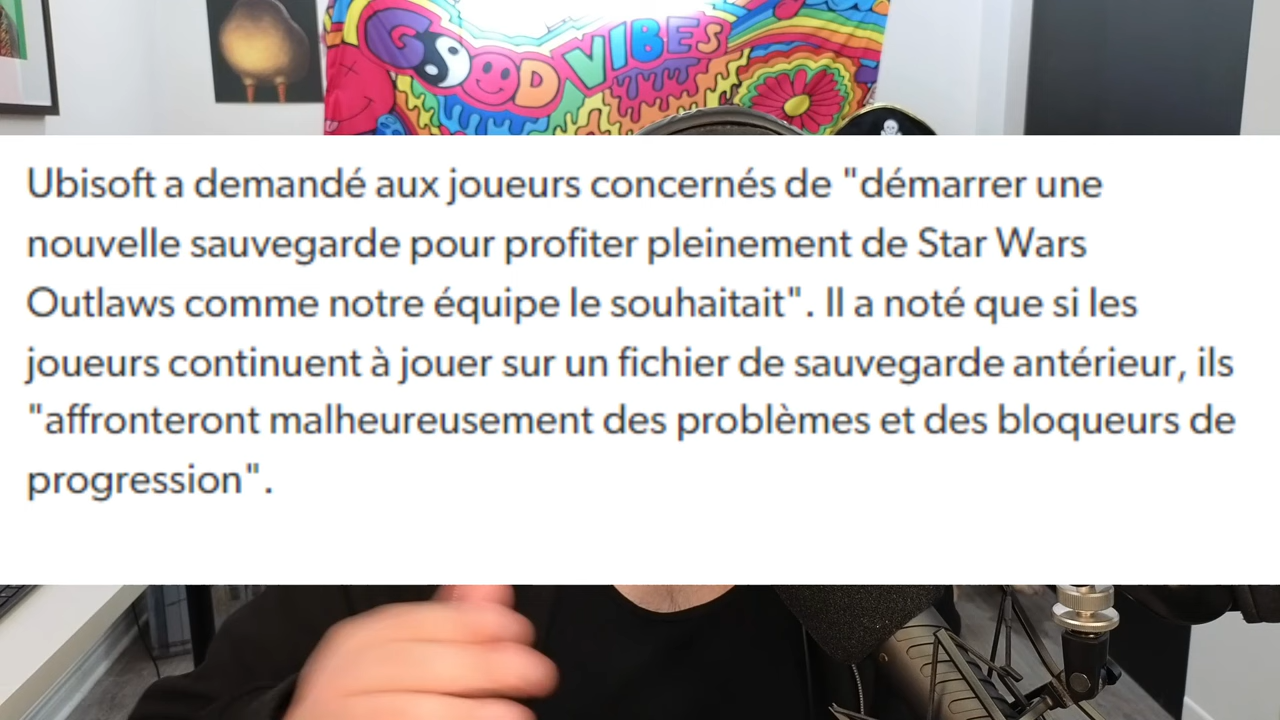 GOOD VIBES
Ubisoft a demandé aux joueurs concernés de "démarrer une
nouvelle sauvegarde pour profiter pleinement de Star Wars
Outlaws comme notre équipe le souhaitait". Il a noté que si les
joueurs continuent à jouer sur un fichier de sauvegarde antérieur, ils
"affronteront malheureusement des problèmes et des bloqueurs de
progression".